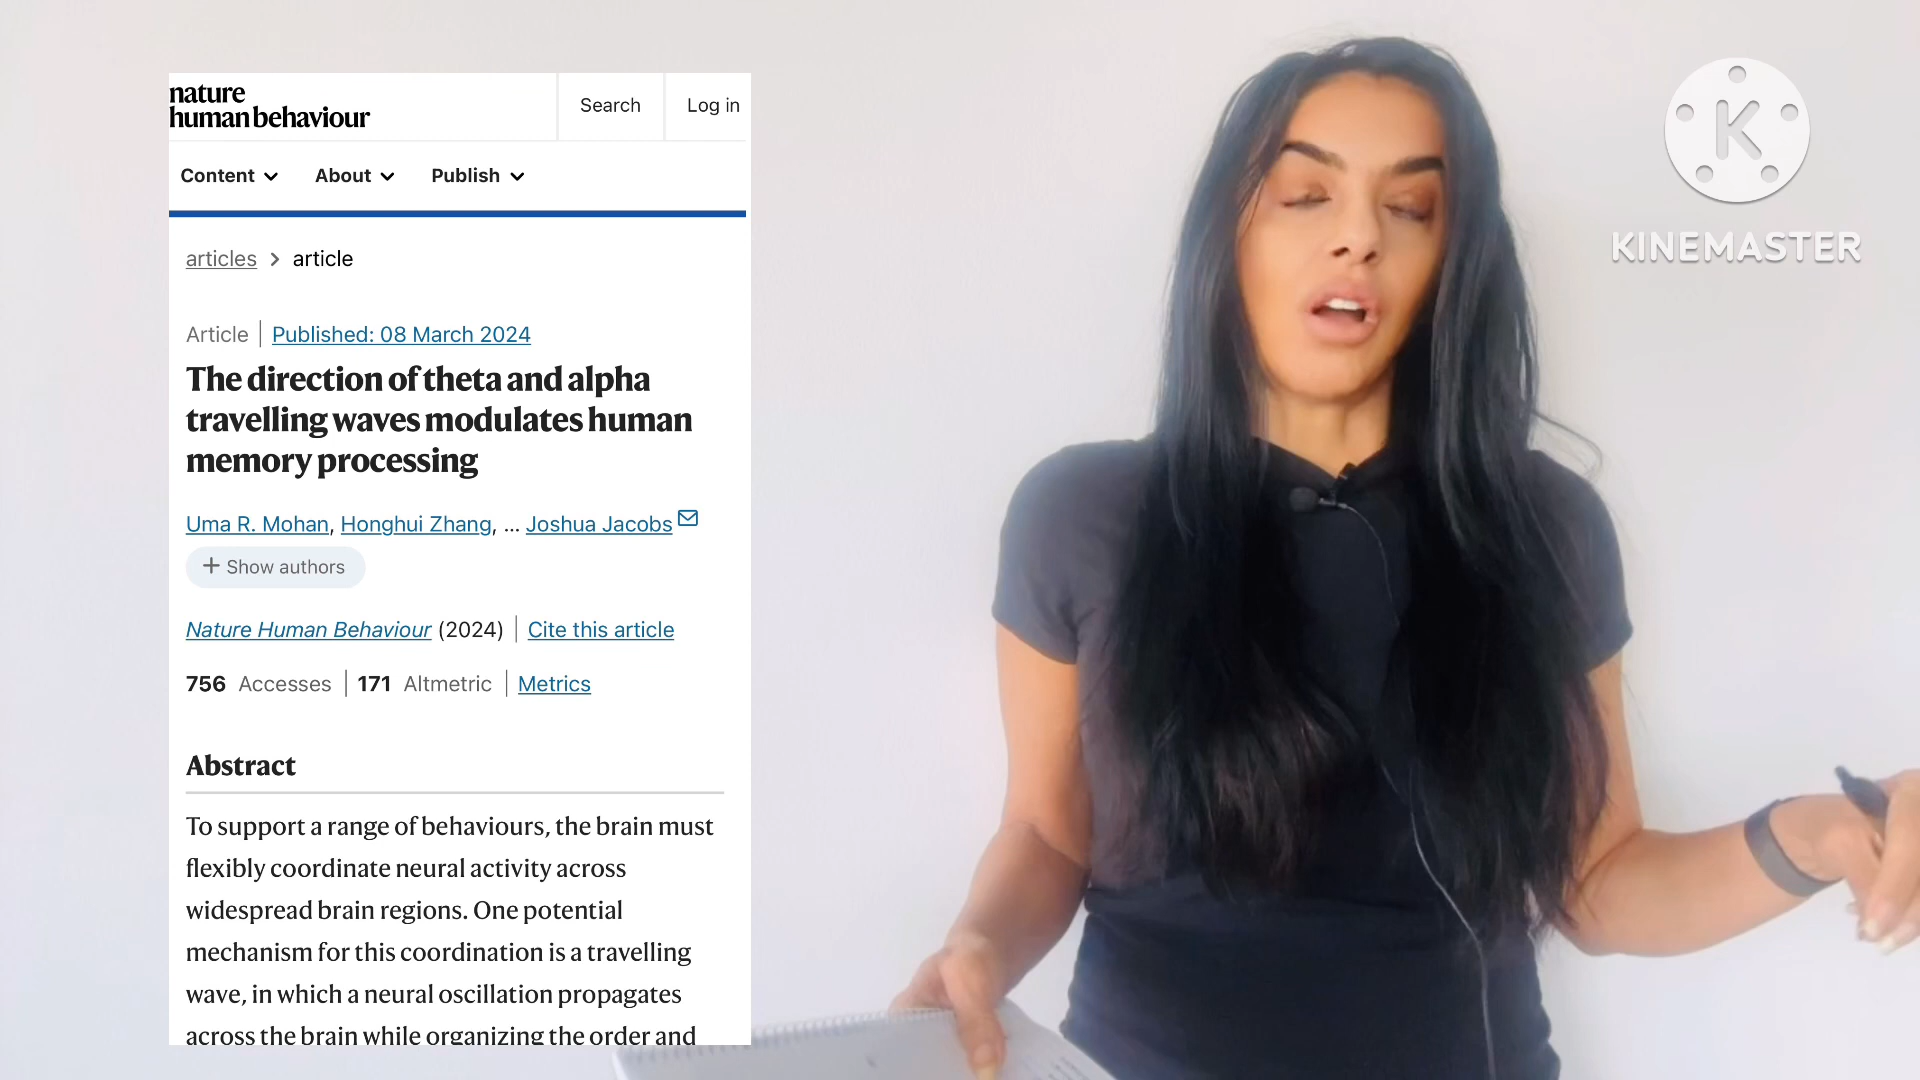 nature
human behaviour
Search
Log in
Content
About
Publish
articles > article
Article | Published: 08 March 2024
The direction of theta and alpha
travelling waves modulates human
memory processing
Uma R. Mohan, Honghui Zhang, ... Joshua Jacobs
+ Show authors
Nature Human Behaviour (2024) | Cite this article
756 Accesses | 171 Altmetric | Metrics
Abstract
To support a range of behaviours, the brain must
flexibly coordinate neural activity across
widespread brain regions. One potential
mechanism for this coordination is a travelling
wave, in which a neural oscillation propagates
across the brain while organizing the order and
K
KINEMASTER